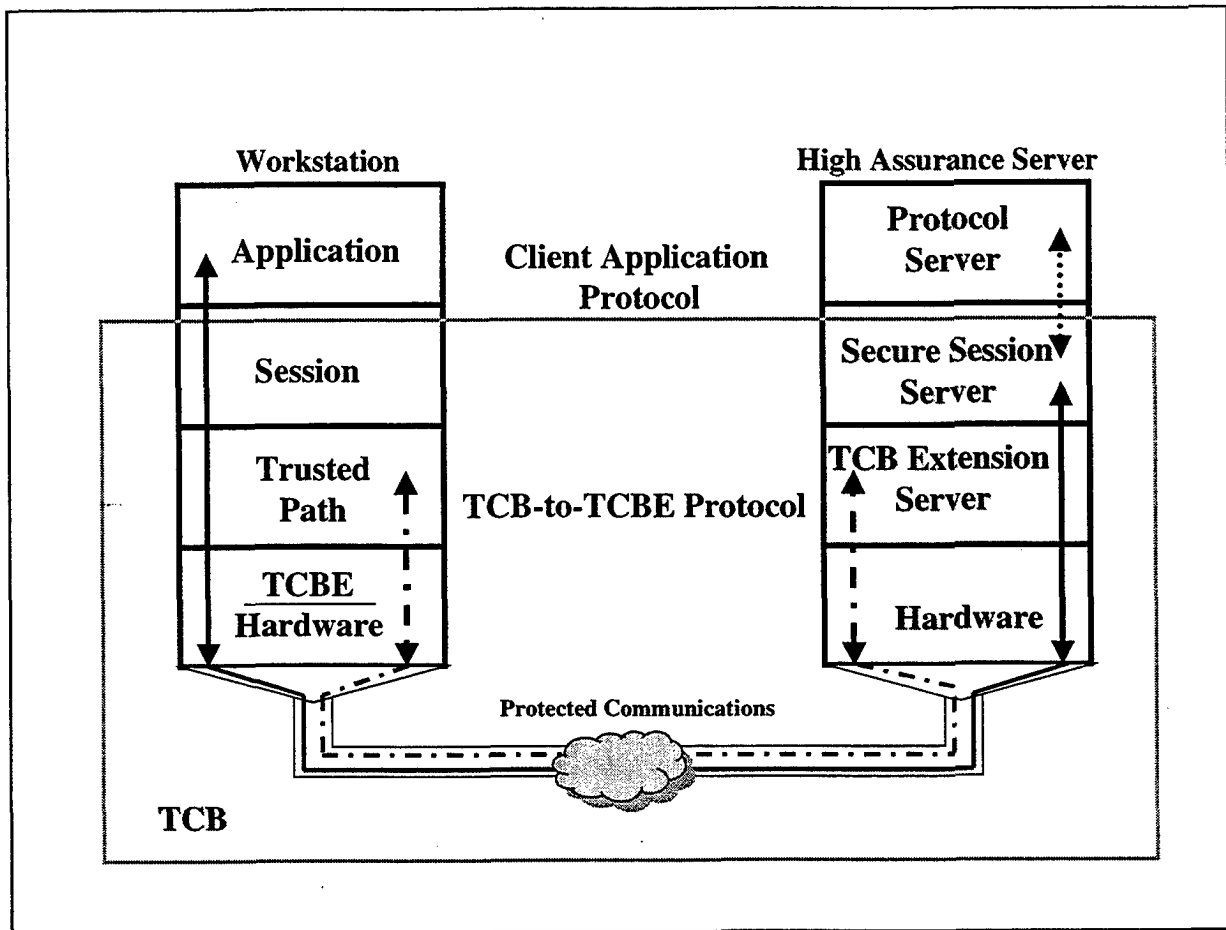 Workstation
High Assurance Server
Application
Client Application
Protocol
Protocol
Server
Session
Secure Session
Server
Trusted
Path
TCB-to-TCBE Protocol
TCB Extension
Server
TCBE
Hardware
Hardware
Protected Communications
TCB